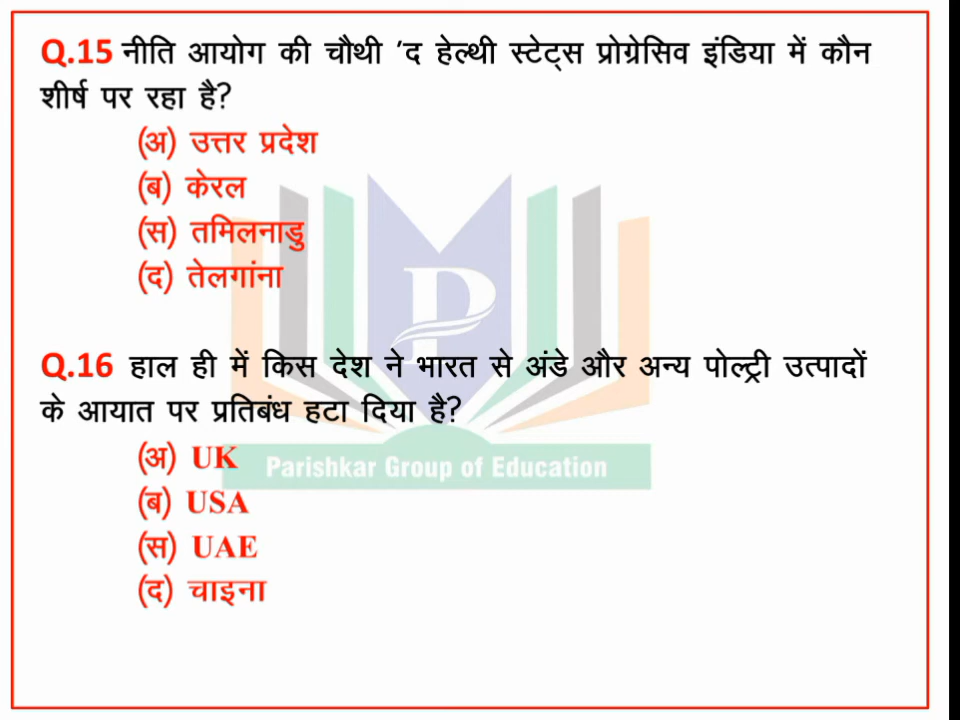 Q.15 नीति आयोग की चौथी 'द हेल्थी स्टेट्स प्रोग्रेसिव इंडिया में कौन
शीर्ष पर रहा है?
(अ) उत्तर प्रदेश
(ब) केरल
(स) तमिलनाडु
(द) तेलगांना
P
Q.16 हाल ही में किस देश ने भारत से अंडे और अन्य पोल्ट्री उत्पादों
के आयात पर प्रतिबंध हटा दिया है?
(अ) UK
Parishkar Group of Education
(ब) USA
(स) UAE
(द) चाइना